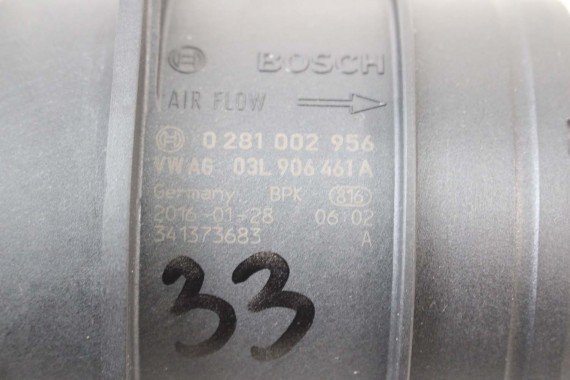 BOSCH
AIR FLOW
0 281 002 956
VW AG 03L 906 461 A
Germany BPK 816
2016-01-28 06:02
341373683 A
33